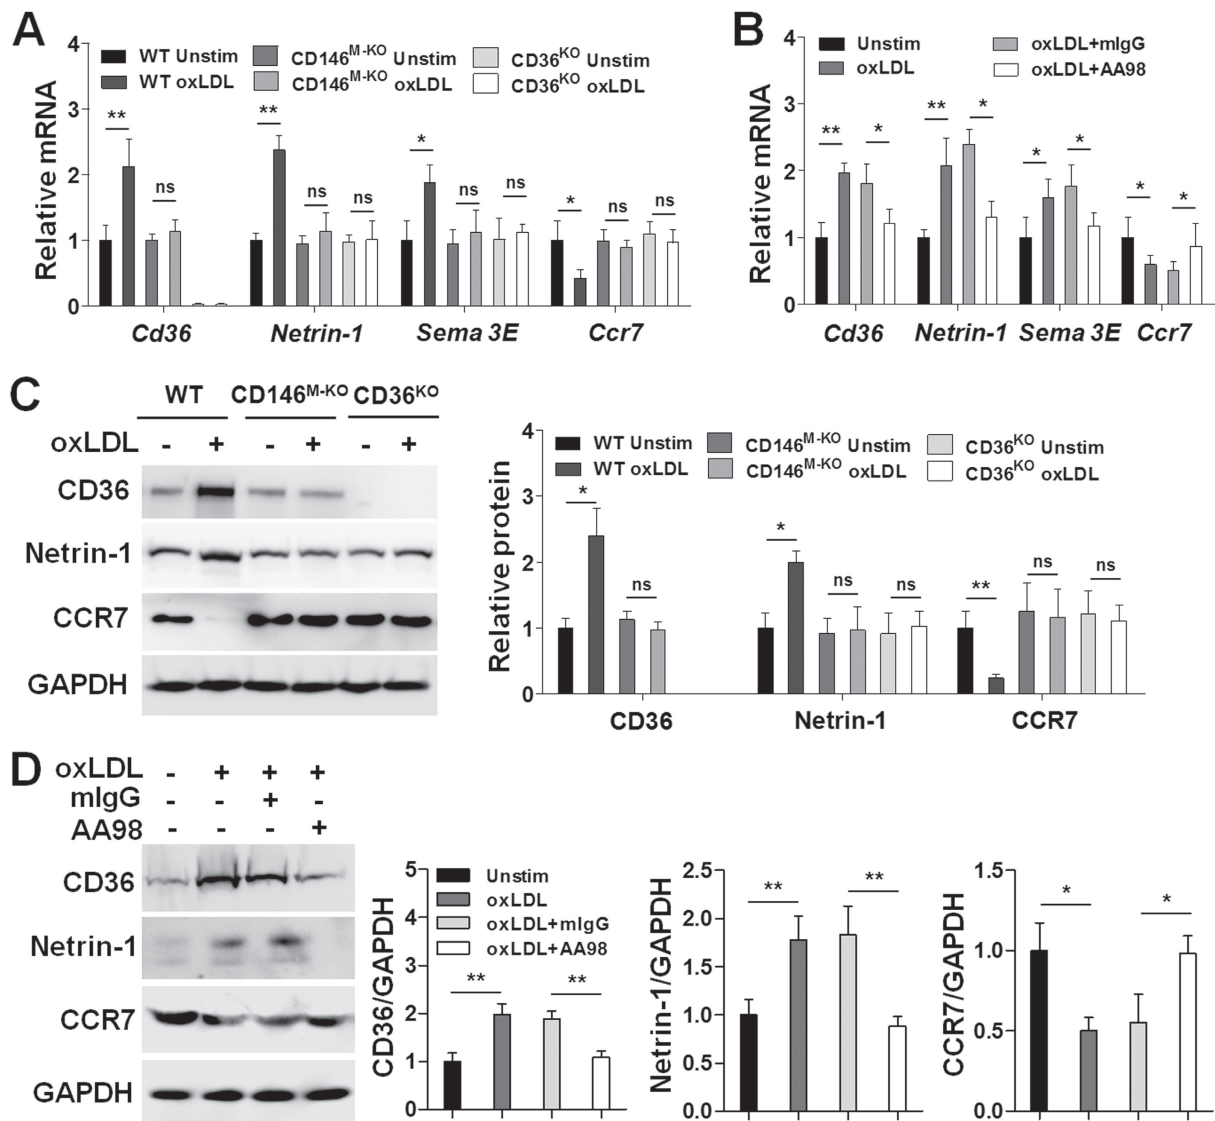 A
WT Unstim
WT oxLDL
CD146M-KO Unstim
CD146M-KO oxLDL
CD36KO Unstim
CD36KO oxLDL
Relative mRNA
4
3
2
1
0
**
ns
**
ns
ns
*
ns
ns
*
ns
ns
Cd36
Netrin-1
Sema 3E
Ccr7
B
Unstim
oxLDL
oxLDL+mIgG
oxLDL+AA98
Relative mRNA
4
3
2
1
0
**
*
**
*
*
*
*
*
Cd36
Netrin-1
Sema 3E
Ccr7
C
WT
CD146M-KO
CD36KO
oxLDL - + - + - +
CD36
Netrin-1
CCR7
GAPDH
WT Unstim
WT oxLDL
CD146M-KO Unstim
CD146M-KO oxLDL
CD36KO Unstim
CD36KO oxLDL
Relative protein
4
3
2
1
0
*
ns
*
ns
ns
**
ns
ns
CD36
Netrin-1
CCR7
D
oxLDL - + + +
mIgG - - + -
AA98 - - - +
CD36
Netrin-1
CCR7
GAPDH
CD36/GAPDH
5
4
3
2
1
0
Unstim
oxLDL
oxLDL+mIgG
oxLDL+AA98
**
**
Netrin-1/GAPDH
2.5
2.0
1.5
1.0
0.5
0.0
**
**
CCR7/GAPDH
1.5
1.0
0.5
0.0
*
*